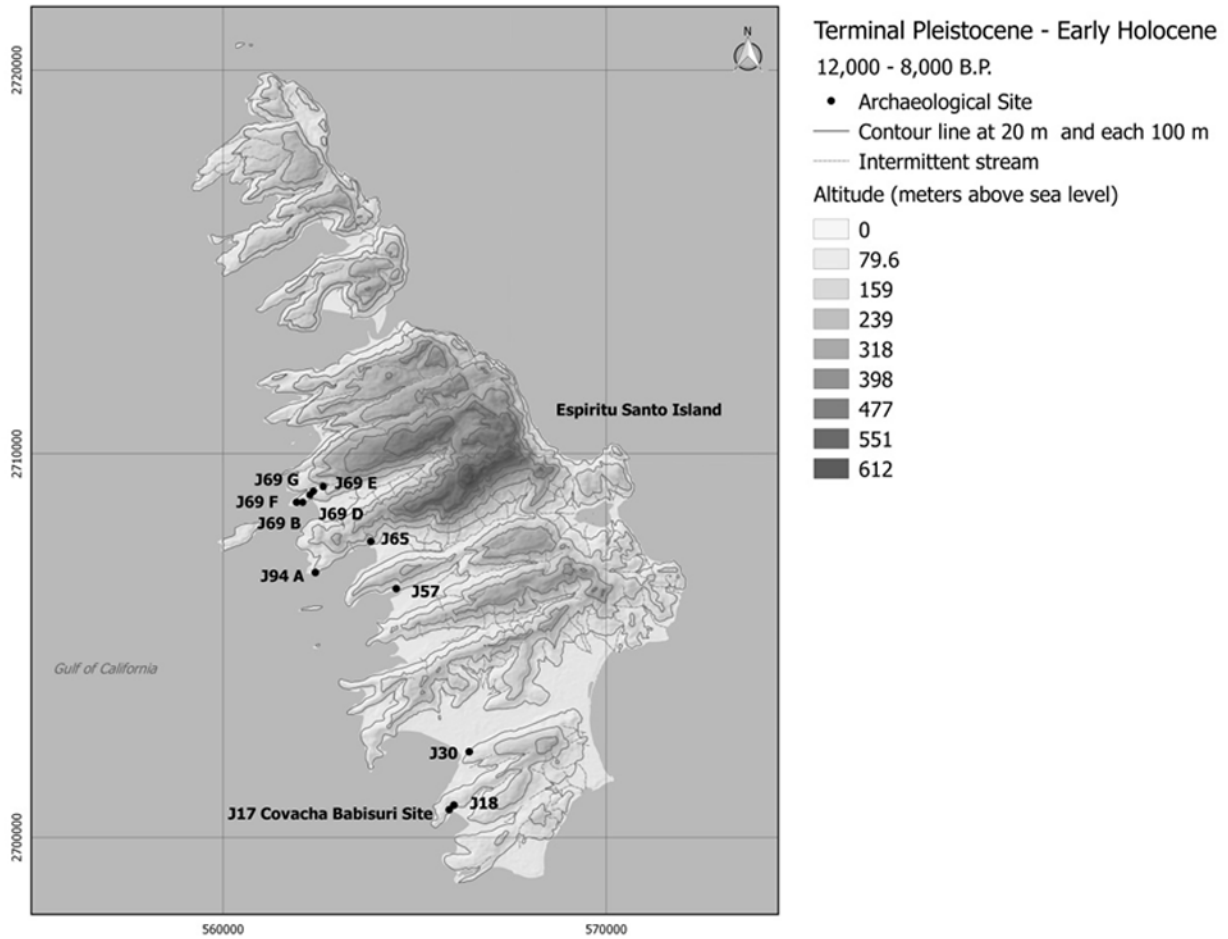 N
2720000
2710000
2700000
560000
570000
Espiritu Santo Island
J69 G
J69 E
J69 F
J69 D
J69 B
J65
J94 A
J57
Gulf of California
J30
J18
J17 Covacha Babisuri Site
Terminal Pleistocene - Early Holocene
12,000 - 8,000 B.P.
Archaeological Site
Contour line at 20 m and each 100 m
Intermittent stream
Altitude (meters above sea level)
0
79.6
159
239
318
398
477
551
612